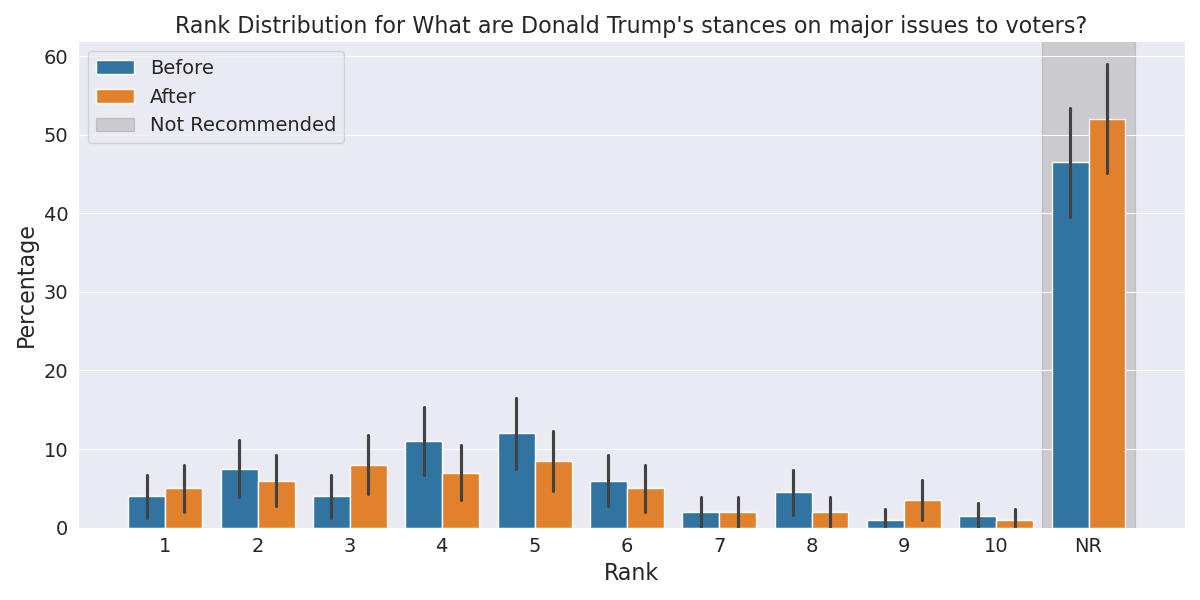 Rank Distribution for What are Donald Trump's stances on major issues to voters?
Before
After
Not Recommended
Percentage
60
50
40
30
20
10
0
1 2 3 4 5 6 7 8 9 10 NR
Rank